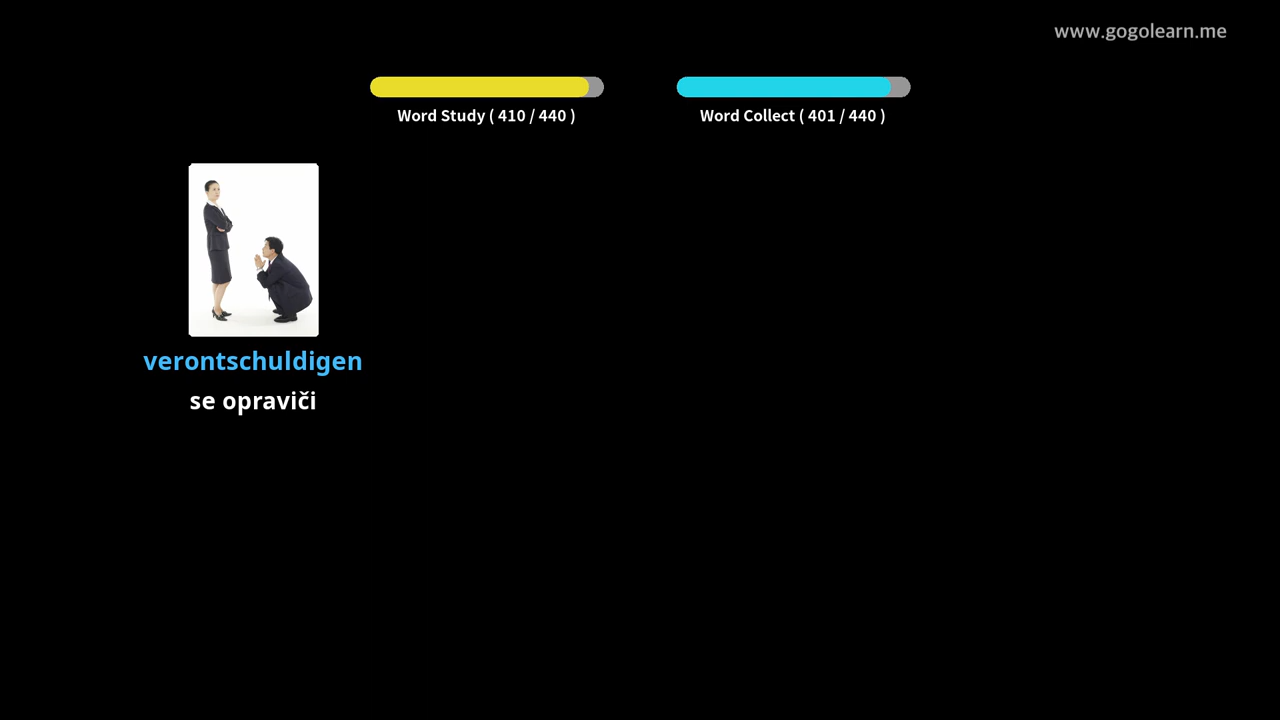 www.gogolearn.me
Word Study ( 410 / 440 )
Word Collect ( 401 / 440 )
verontschuldigen
se opraviči